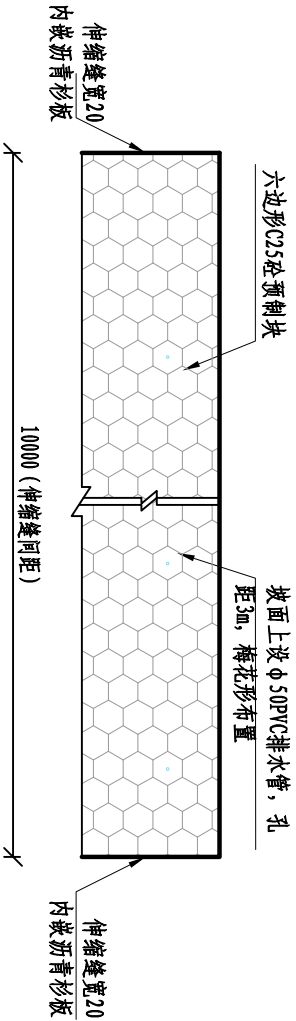 六边形C25砼预制块
坡面上设φ50PVC排水管，孔
距3m，梅花形布置
伸缩缝宽20
内嵌沥青杉板
伸缩缝宽20
内嵌沥青杉板
10000（伸缩缝间距）